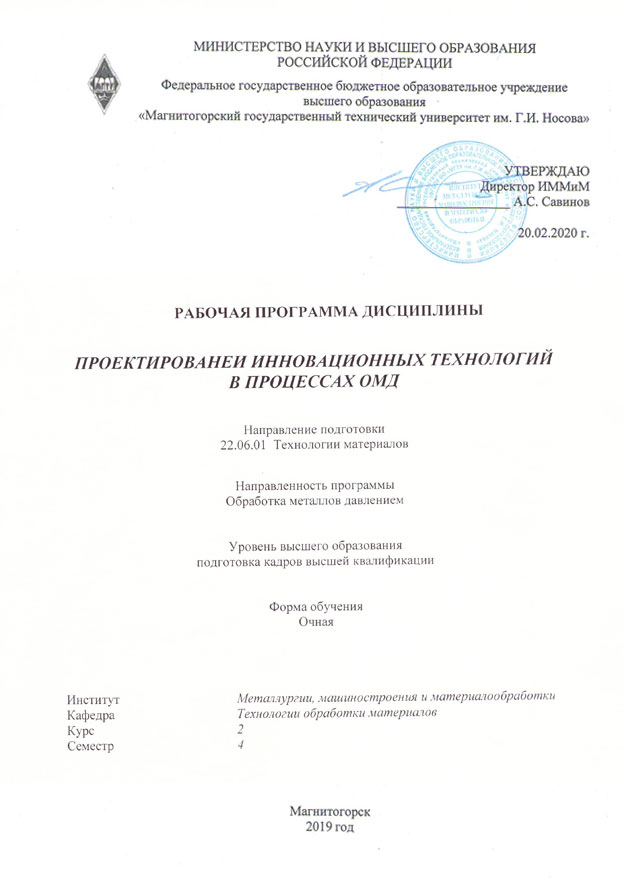 МИНИСТЕРСТВО НАУКИ И ВЫСШЕГО ОБРАЗОВАНИЯ
РОССИЙСКОЙ ФЕДЕРАЦИИ
Федеральное государственное бюджетное образовательное учреждение
высшего образования
«Магнитогорский государственный технический университет им. Г.И. Носова»
УТВЕРЖДАЮ
Директор ИММиМ
А.С. Савинов
20.02.2020 г.
РАБОЧАЯ ПРОГРАММА ДИСЦИПЛИНЫ
ПРОЕКТИРОВАНЕИ ИННОВАЦИОННЫХ ТЕХНОЛОГИЙ
В ПРОЦЕССАХ ОМД
Направление подготовки
22.06.01 Технологии материалов
Направленность программы
Обработка металлов давлением
Уровень высшего образования
подготовка кадров высшей квалификации
Форма обучения
Очная
Институт Металлургии, машиностроения и материалообработки
Кафедра Технологии обработки материалов
Курс 2
Семестр 4
Магнитогорск
2019 год